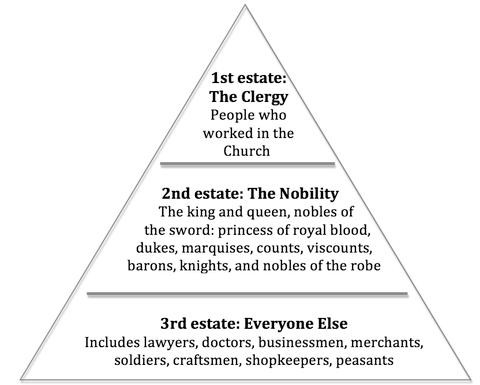 1st estate:
The Clergy
People who
worked in the
Church
2nd estate: The Nobility
The king and queen, nobles of
the sword: princess of royal blood,
dukes, marquises, counts, viscounts,
barons, knights, and nobles of the robe
3rd estate: Everyone Else
Includes lawyers, doctors, businessmen, merchants,
soldiers, craftsmen, shopkeepers, peasants